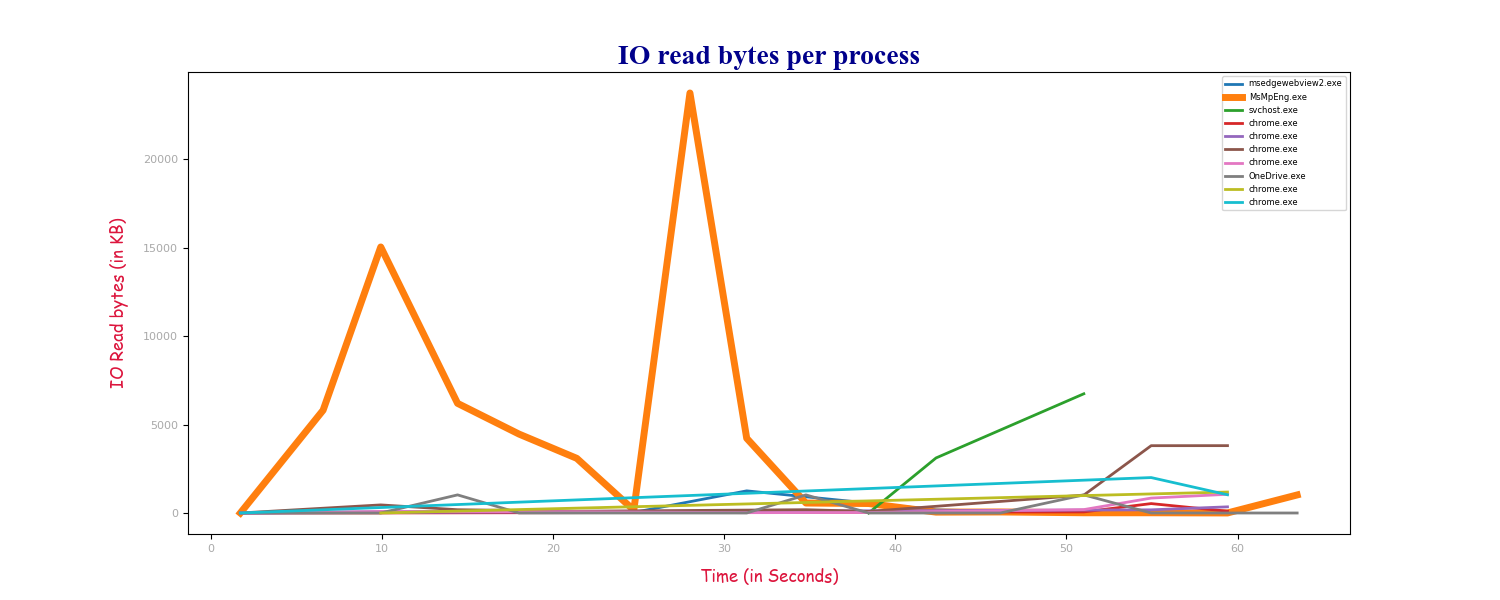 IO read bytes per process
msedgewebview2.exe
MsMpEng.exe
svchost.exe
chrome.exe
chrome.exe
chrome.exe
chrome.exe
OneDrive.exe
chrome.exe
chrome.exe
IO Read bytes (in KB)
20000
15000
10000
5000
0
0 10 20 30 40 50 60
Time (in Seconds)